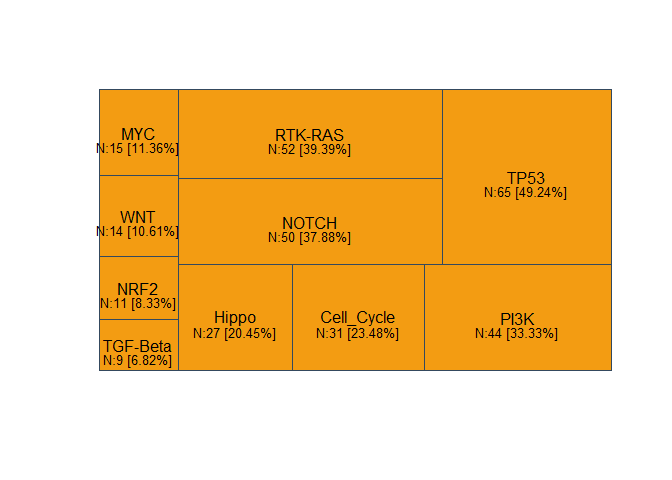 MYC
N:15 [11.36%]
RTK-RAS
N:52 [39.39%]
TP53
N:65 [49.24%]
WNT
N:14 [10.61%]
NOTCH
N:50 [37.88%]
NRF2
N:11 [8.33%]
Hippo
N:27 [20.45%]
Cell_Cycle
N:31 [23.48%]
PI3K
N:44 [33.33%]
TGF-Beta
N:9 [6.82%]